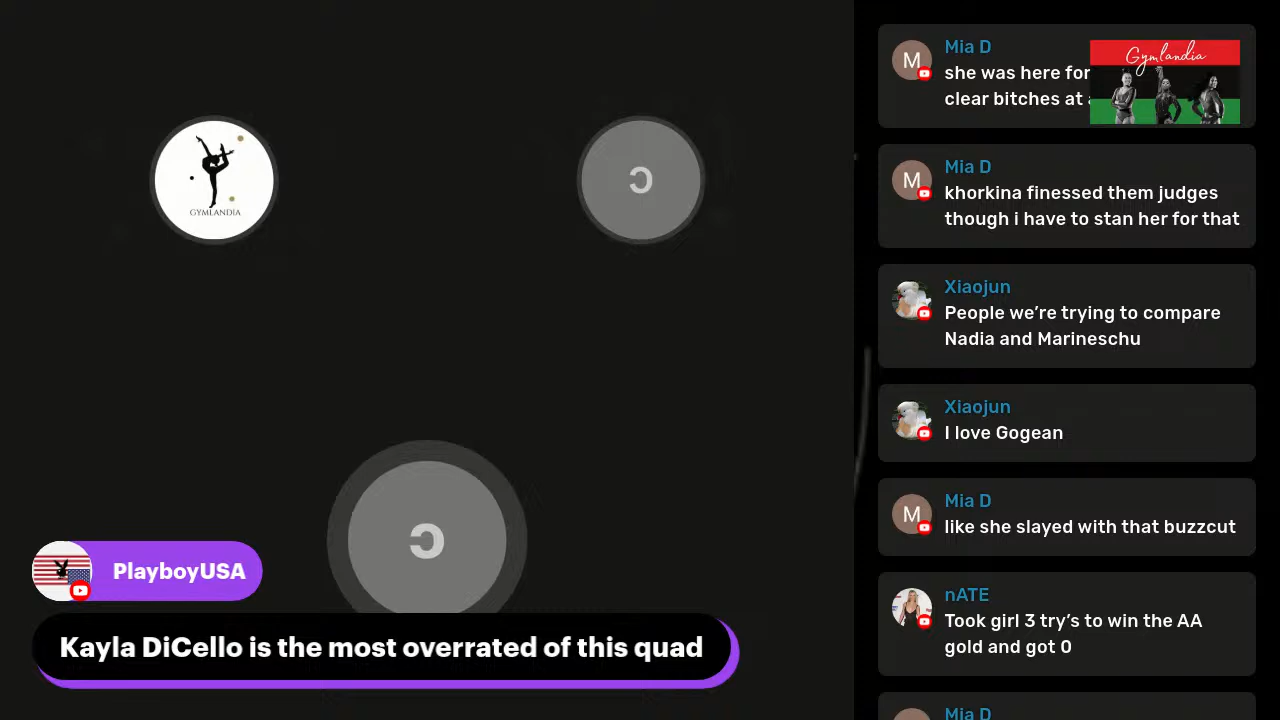 GYMLANDIA
ɔ
ɔ
PlayboyUSA
Kayla DiCello is the most overrated of this quad
Mia D
she was here for
clear bitches at
Gymlandia
M
Mia D
khorkina finessed them judges
though i have to stan her for that
M
Xiaojun
People we’re trying to compare
Nadia and Marineschu
Xiaojun
I love Gogean
M
Mia D
like she slayed with that buzzcut
nATE
Took girl 3 try’s to win the AA
gold and got 0
Mia D